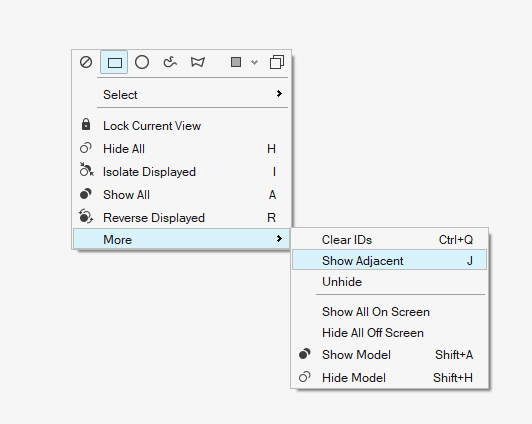 Select
Lock Current View
Hide All H
Isolate Displayed I
Show All A
Reverse Displayed R
More
Clear IDs Ctrl+Q
Show Adjacent J
Unhide
Show All On Screen
Hide All Off Screen
Show Model Shift+A
Hide Model Shift+H